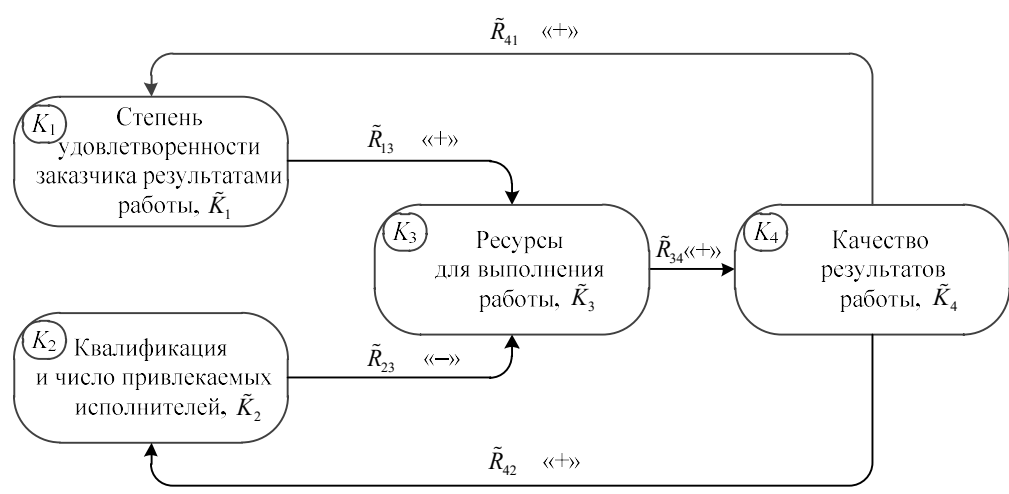 R̃₄₁ «+»
K₁
Степень
удовлетворенности
заказчика результатами
работы, K̃₁
R̃₁₃ «+»
K₃
Ресурсы
для выполнения
работы, K̃₃
R̃₃₄«+»
K₄
Качество
результатов
работы, K̃₄
K₂
Квалификация
и число привлекаемых
исполнителей, K̃₂
R̃₂₃ «–»
R̃₄₂ «+»